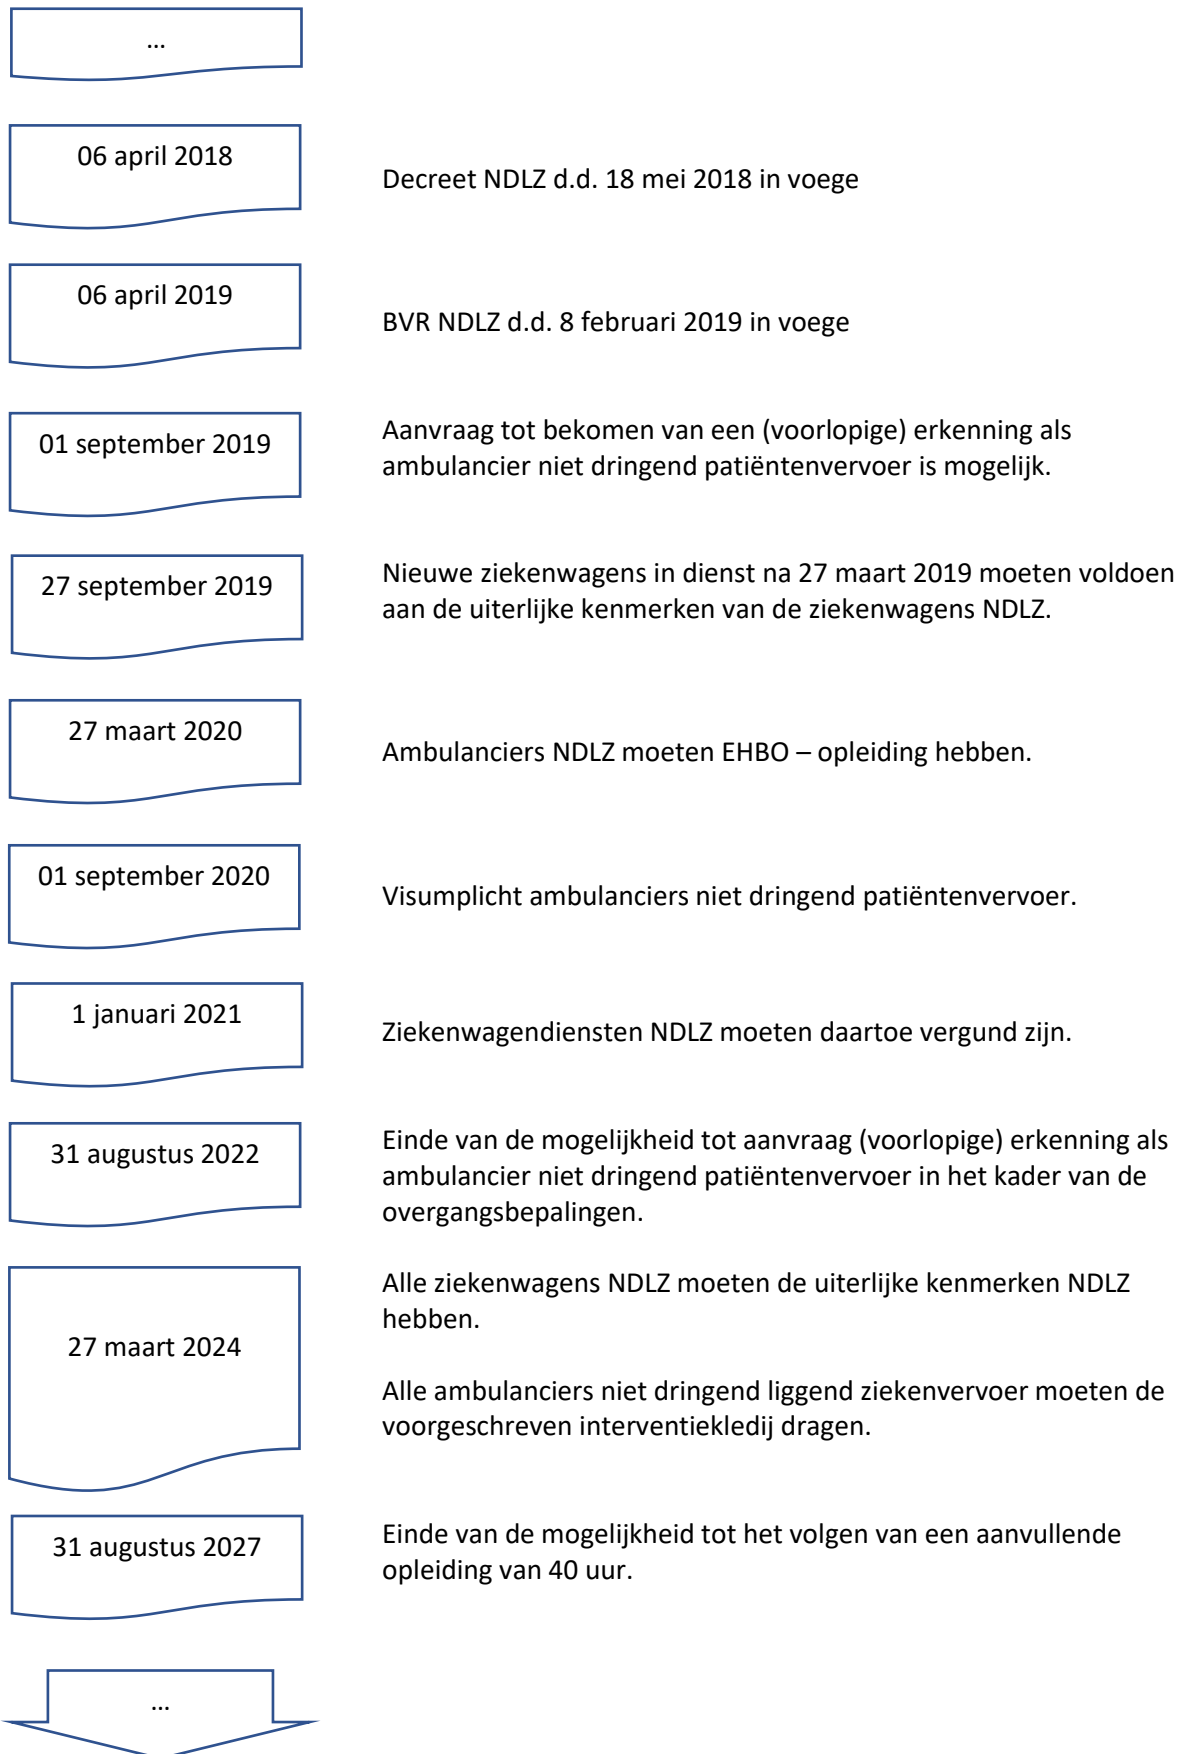 ...
06 april 2018
Decreet NDLZ d.d. 18 mei 2018 in voege
06 april 2019
BVR NDLZ d.d. 8 februari 2019 in voege
01 september 2019
Aanvraag tot bekomen van een (voorlopige) erkenning als
ambulancier niet dringend patiëntenvervoer is mogelijk.
27 september 2019
Nieuwe ziekenwagens in dienst na 27 maart 2019 moeten voldoen
aan de uiterlijke kenmerken van de ziekenwagens NDLZ.
27 maart 2020
Ambulanciers NDLZ moeten EHBO – opleiding hebben.
01 september 2020
Visumplicht ambulanciers niet dringend patiëntenvervoer.
1 januari 2021
Ziekenwagendiensten NDLZ moeten daartoe vergund zijn.
31 augustus 2022
Einde van de mogelijkheid tot aanvraag (voorlopige) erkenning als
ambulancier niet dringend patiëntenvervoer in het kader van de
overgangsbepalingen.
27 maart 2024
Alle ziekenwagens NDLZ moeten de uiterlijke kenmerken NDLZ
hebben.
Alle ambulanciers niet dringend liggend ziekenvervoer moeten de
voorgeschreven interventiekledij dragen.
31 augustus 2027
Einde van de mogelijkheid tot het volgen van een aanvullende
opleiding van 40 uur.
...